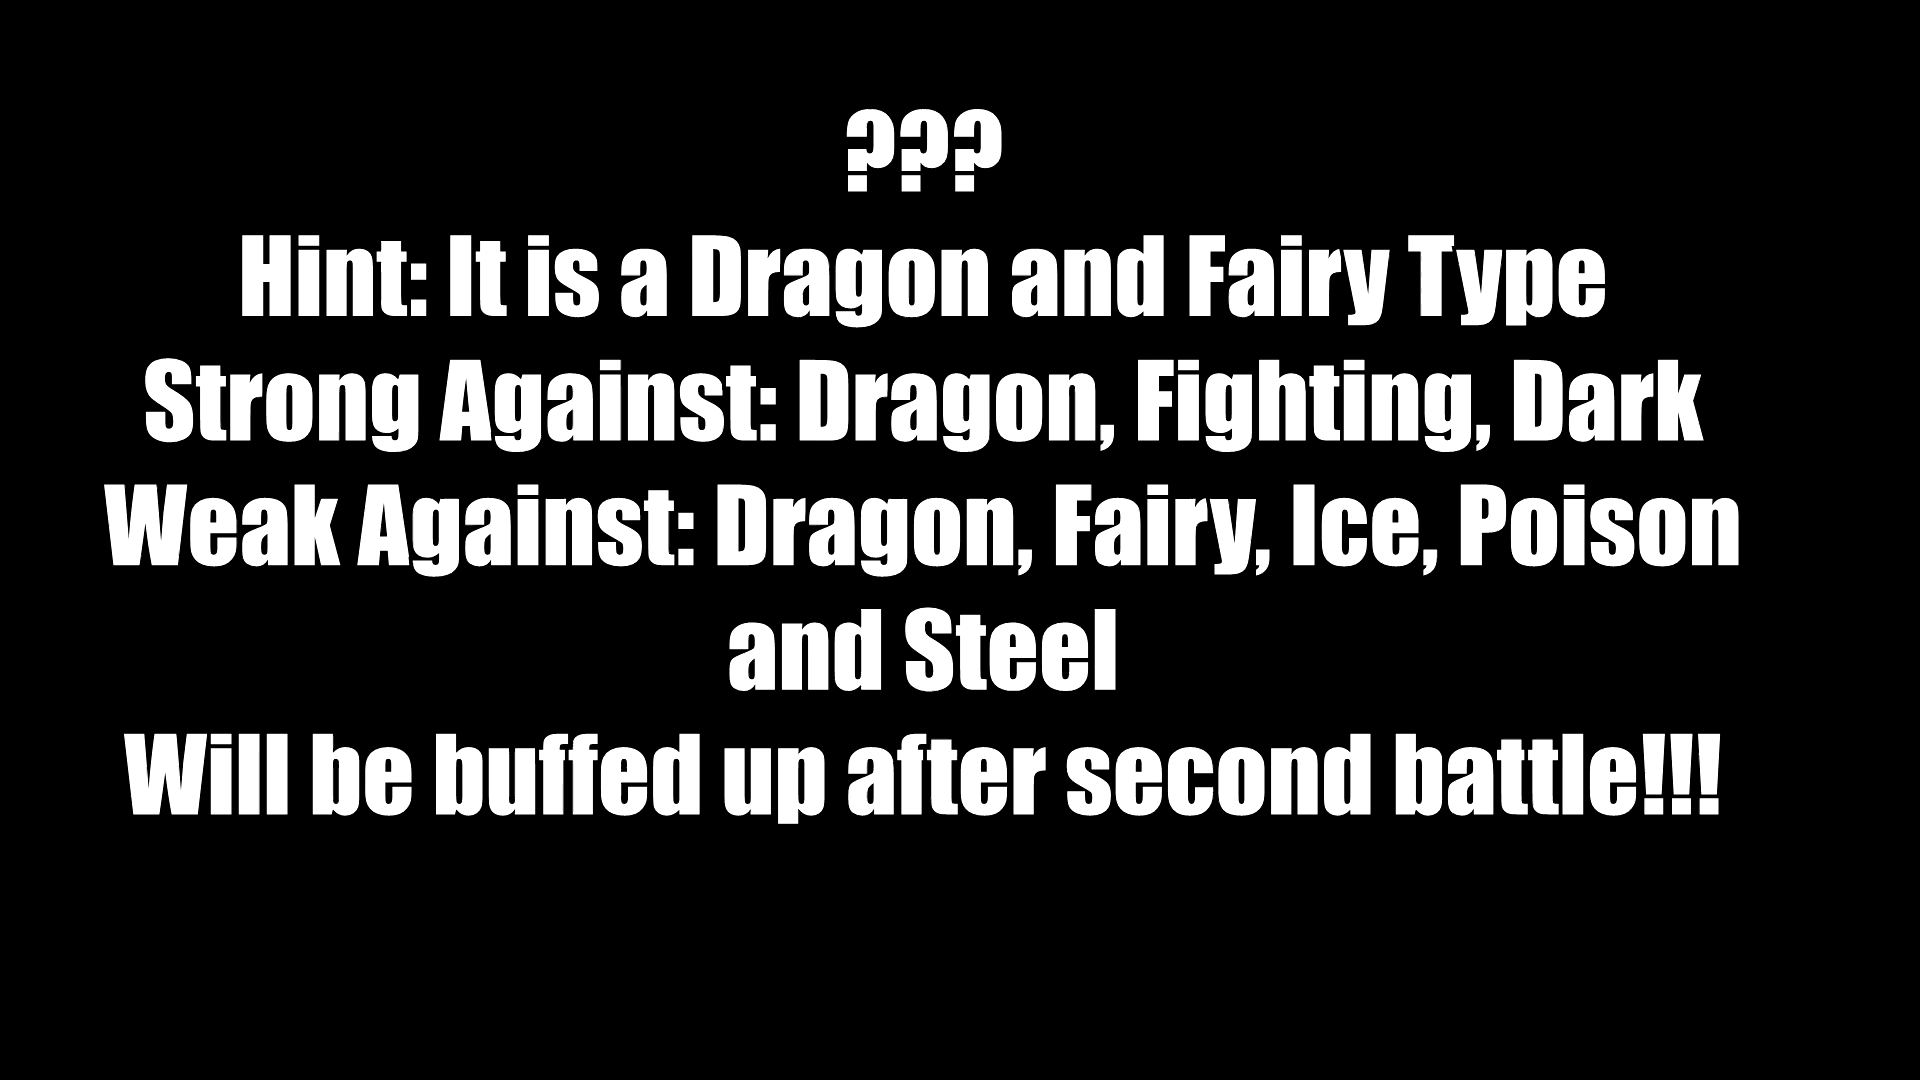 ???
Hint: It is a Dragon and Fairy Type
Strong Against: Dragon, Fighting, Dark
Weak Against: Dragon, Fairy, Ice, Poison
and Steel
Will be buffed up after second battle!!!